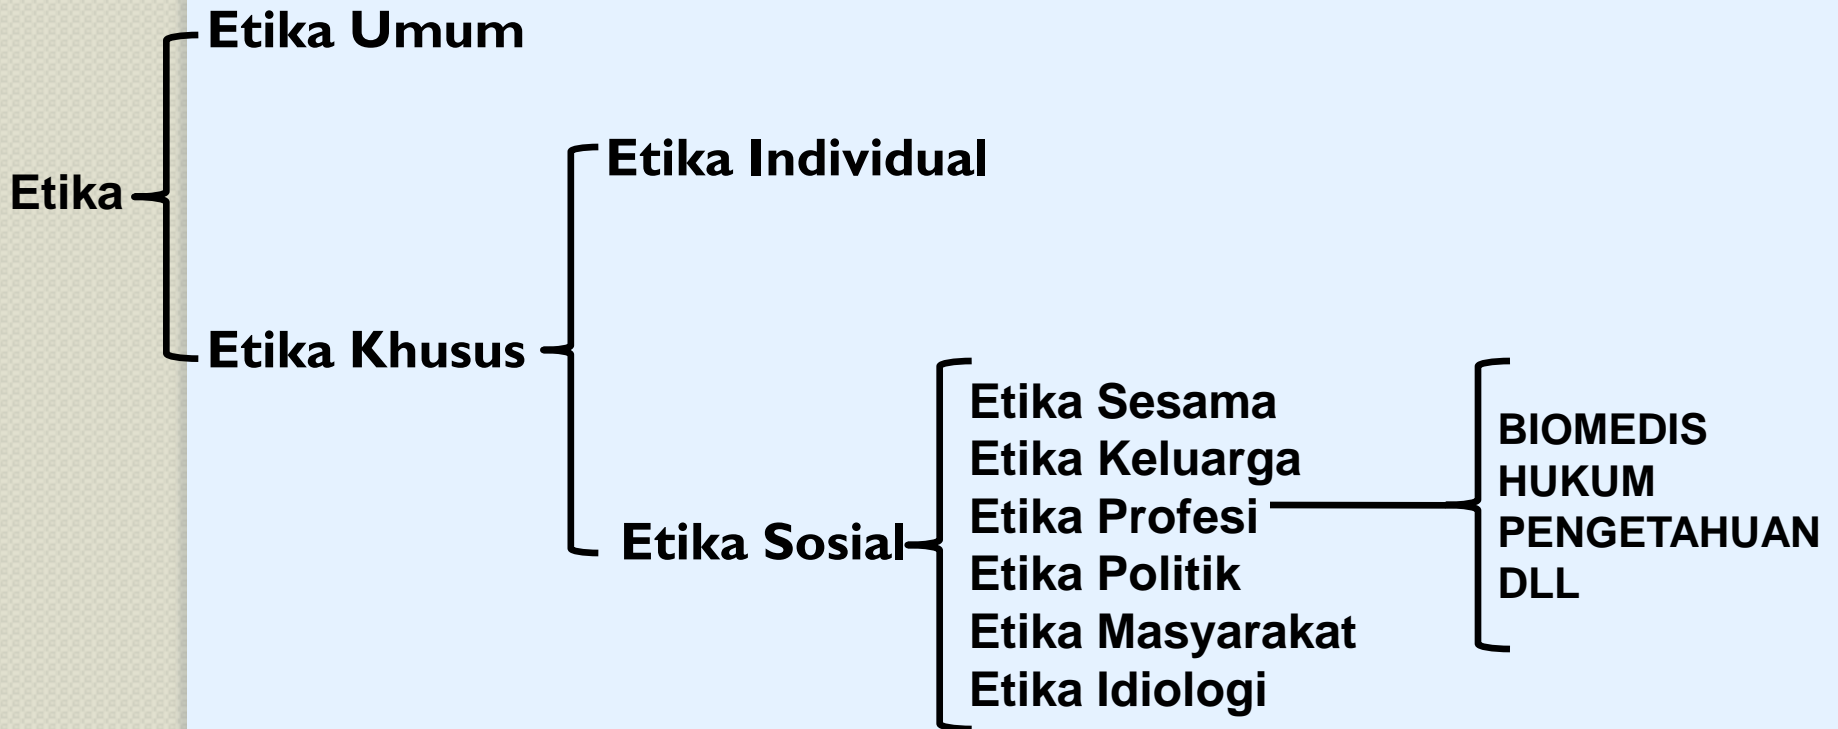 Etika Umum
Etika Individual
Etika
Etika Khusus
Etika Sosial
Etika Sesama
Etika Keluarga
Etika Profesi
Etika Politik
Etika Masyarakat
Etika Idiologi
BIOMEDIS
HUKUM
PENGETAHUAN
DLL